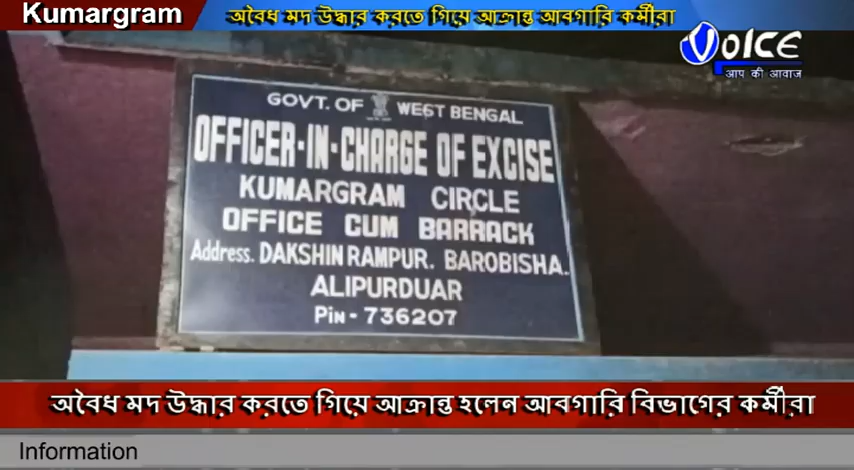 Kumargram
অবৈধ মদ উদ্ধার করতে গিয়ে আক্রান্ত আবগারি কর্মীরা
VOICE
आप की आवाज
GOVT. OF WEST BENGAL
OFFICER-IN-CHARGE OF EXCISE
KUMARGRAM CIRCLE
OFFICE CUM BARRACK
Address. DAKSHIN RAMPUR. BAROBISHA.
ALIPURDUAR
PIN - 736207
অবৈধ মদ উদ্ধার করতে গিয়ে আক্রান্ত হলেন আবগারি বিভাগের কর্মীরা
Information